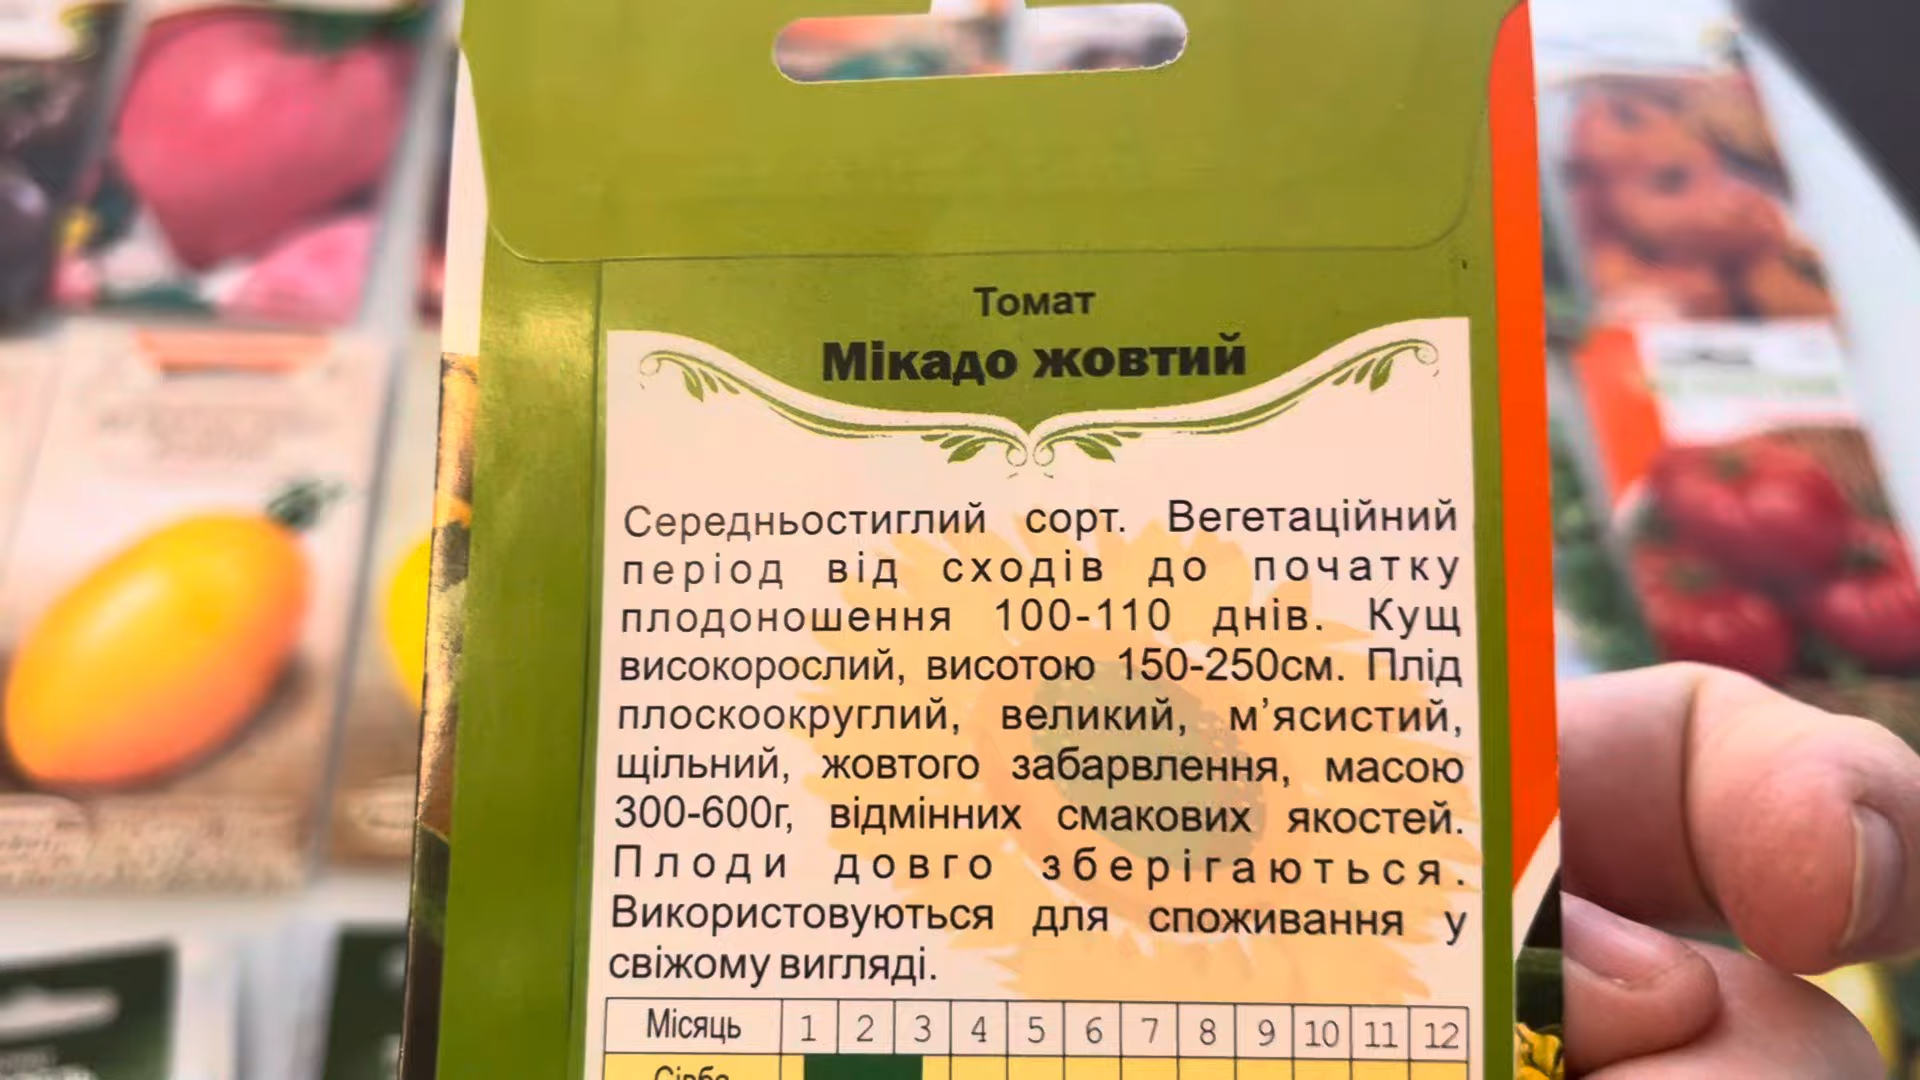 Томат
Мікадо жовтий
Середньостиглий сорт. Вегетаційний
період від сходів до початку
плодоношення 100-110 днів. Кущ
високорослий, висотою 150-250см. Плід
плоскоокруглий, великий, м’ясистий,
щільний, жовтого забарвлення, масою
300-600г, відмінних смакових якостей.
Плоди довго зберігаються.
Використовуються для споживання у
свіжому вигляді.
Місяць 1 2 3 4 5 6 7 8 9 10 11 12